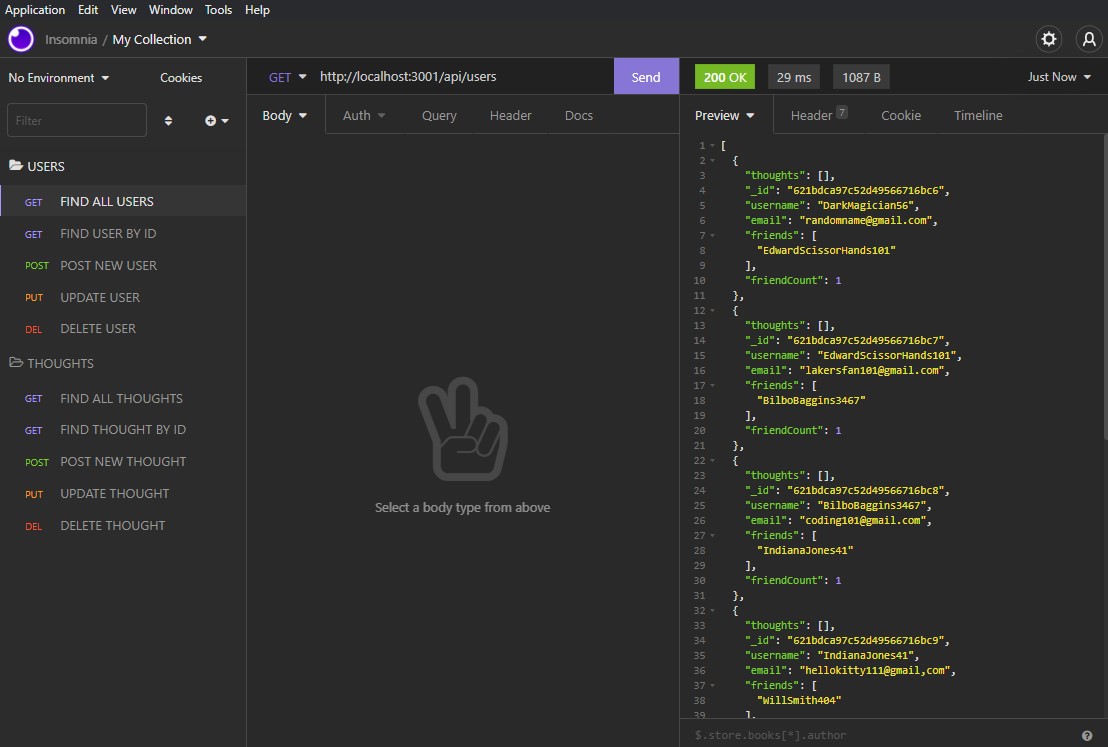 Application Edit View Window Tools Help
Insomnia / My Collection
No Environment Cookies
Filter
USERS
GET FIND ALL USERS
GET FIND USER BY ID
POST POST NEW USER
PUT UPDATE USER
DEL DELETE USER
THOUGHTS
GET FIND ALL THOUGHTS
GET FIND THOUGHT BY ID
POST POST NEW THOUGHT
PUT UPDATE THOUGHT
DEL DELETE THOUGHT
GET http://localhost:3001/api/users Send
Body Auth Query Header Docs
Select a body type from above
200 OK 29 ms 1087 B Just Now
Preview Header 7 Cookie Timeline
1 [
2 {
3 "thoughts": [],
4 "_id": "621bdca97c52d49566716bc6",
5 "username": "DarkMagician56",
6 "email": "randomname@gmail.com",
7 "friends": [
8 "EdwardScissorHands101"
9 ],
10 "friendCount": 1
11 },
12 {
13 "thoughts": [],
14 "_id": "621bdca97c52d49566716bc7",
15 "username": "EdwardScissorHands101",
16 "email": "lakersfan101@gmail.com",
17 "friends": [
18 "BilboBaggins3467"
19 ],
20 "friendCount": 1
21 },
22 {
23 "thoughts": [],
24 "_id": "621bdca97c52d49566716bc8",
25 "username": "BilboBaggins3467",
26 "email": "coding101@gmail.com",
27 "friends": [
28 "IndianaJones41"
29 ],
30 "friendCount": 1
31 },
32 {
33 "thoughts": [],
34 "_id": "621bdca97c52d49566716bc9",
35 "username": "IndianaJones41",
36 "email": "hellokitty111@gmail,com",
37 "friends": [
38 "WillSmith404"
39 ],
$.store.books[*].author